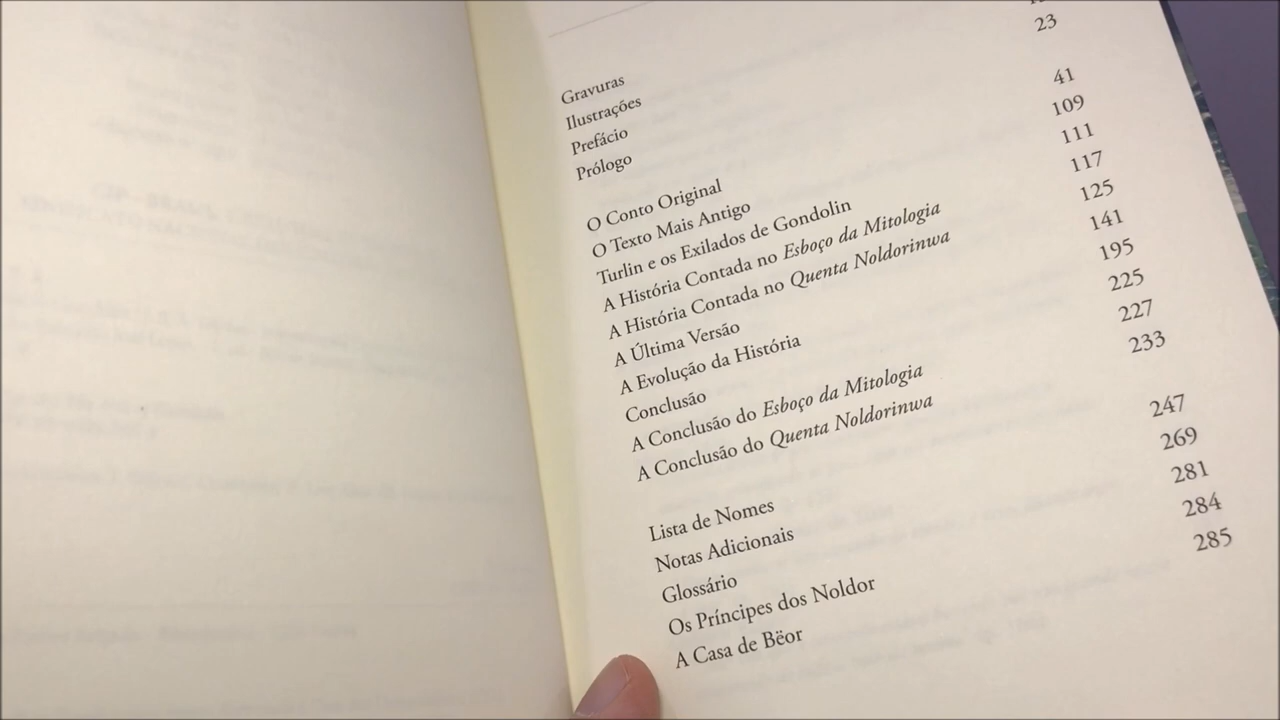 Gravuras
Ilustrações
Prefácio
Prólogo 23
O Conto Original 41
O Texto Mais Antigo 109
Turlin e os Exilados de Gondolin 111
A História Contada no Esboço da Mitologia 117
A História Contada no Quenta Noldorinwa 125
A Última Versão 141
A Evolução da História 195
Conclusão 225
A Conclusão do Esboço da Mitologia 227
A Conclusão do Quenta Noldorinwa 233
Lista de Nomes 247
Notas Adicionais 269
Glossário 281
Os Príncipes dos Noldor 284
A Casa de Bëor 285